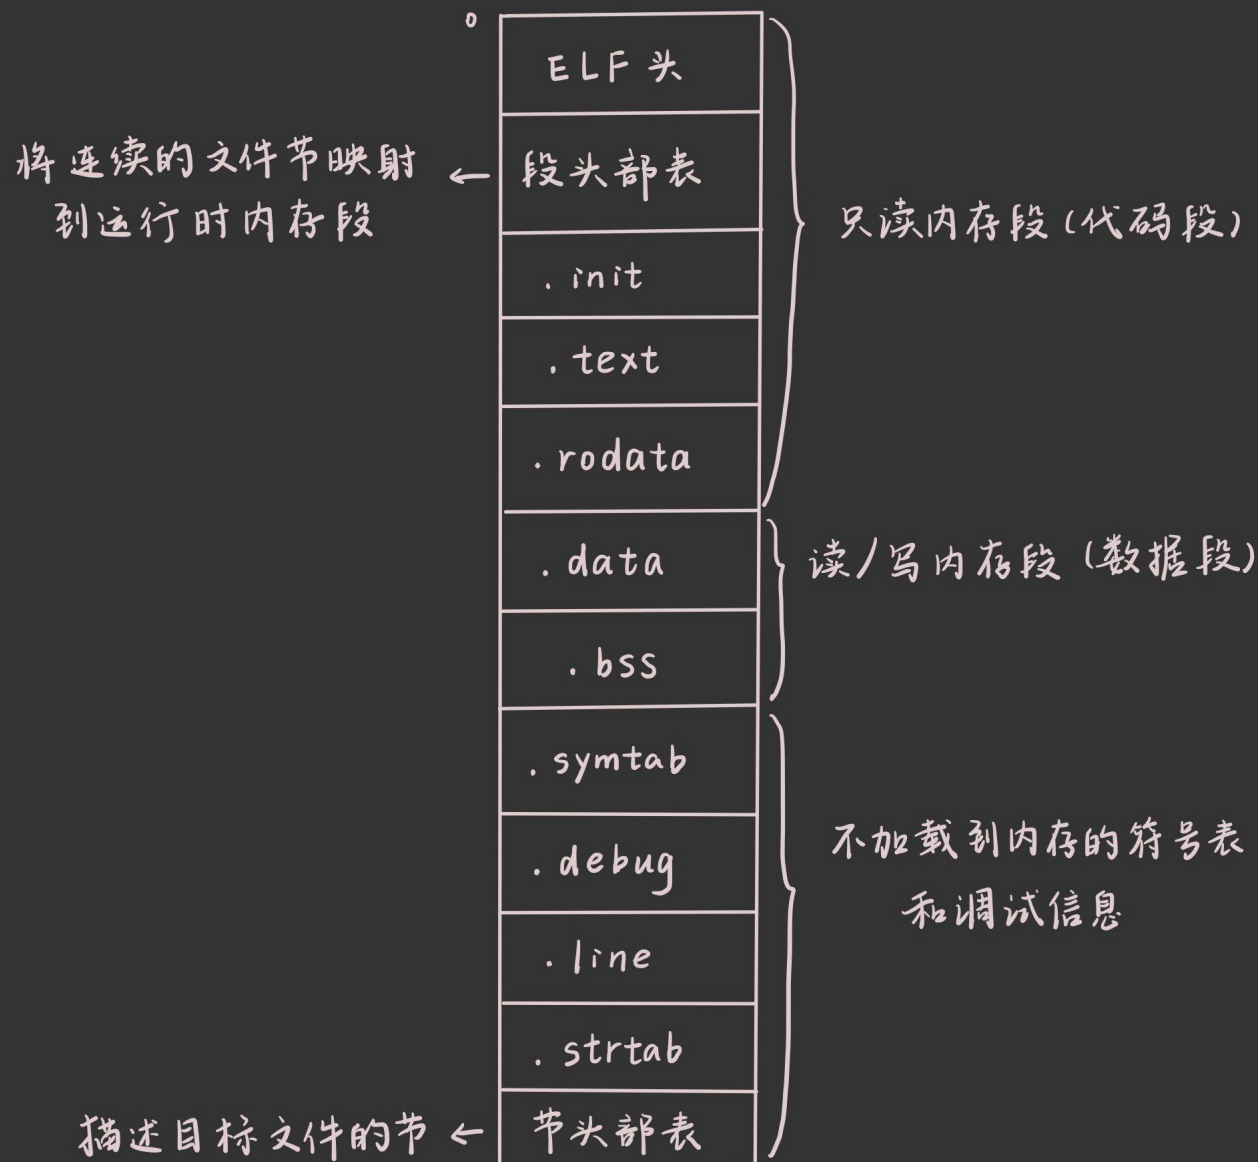 0
ELF 头
将连续的文件节映射
到运行时内存段
←
段头部表
只读内存段(代码段)
.init
.text
.rodata
.data
读/写内存段(数据段)
.bss
.symtab
.debug
不加载到内存的符号表
和调试信息
.line
.strtab
描述目标文件的节
←
节头部表